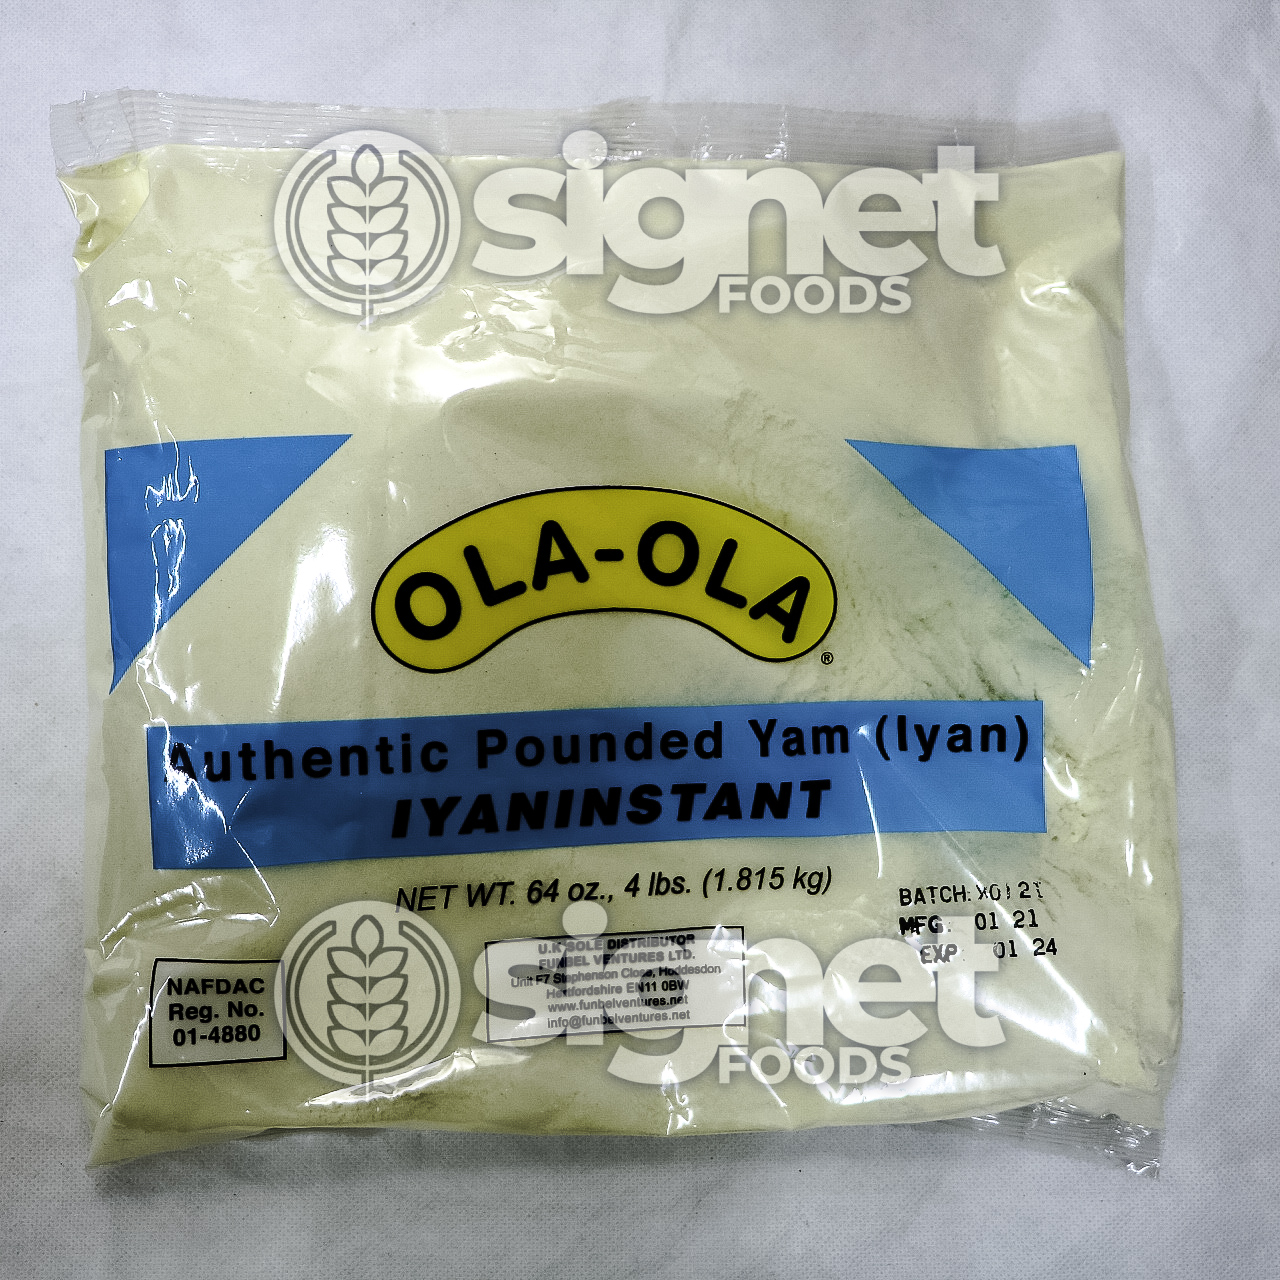 signet
FOODS
OLA-OLA
®
Authentic Pounded Yam (Iyan)
IYANINSTANT
NET WT. 64 oz., 4 lbs. (1.815 kg)
BATCH: X01 21
MFG: 01 21
EXP: 01 24
NAFDAC
Reg. No.
01-4880
U.K SOLE DISTRIBUTOR
FUNBEL VENTURES LTD.
Unit F7 Stephenson Close, Hoddesdon
Hertfordshire EN11 0BW
www.funbelventures.net
info@funbelventures.net
signet
FOODS